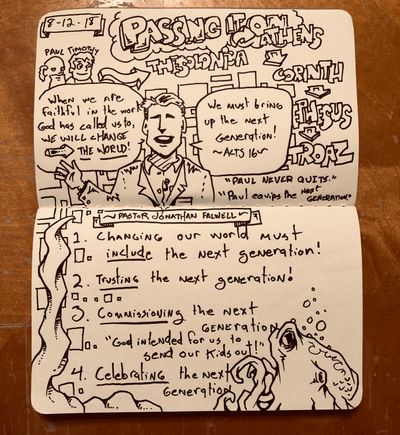 8-12-18
PASSING IT ON
ATHENS
THESSOLONICA
CORINTH
EPHESUS
TROAZ
PAUL TIMOTHY
When we are
faithful in the work
God has called us to,
WE WILL CHANGE
THE WORLD!
We must bring
up the next
Generation!
~ACTS 16~
"PAUL NEVER QUITS."
"Paul equips the next
GENERATION."
PASTOR JONATHAN FALWELL
1. CHANGING our world must
include the next generation!
2. Trusting the next generation!
3. Commissioning the next
GENERATION
"God intended for us to
send our kids out!"
4. Celebrating the next
Generation